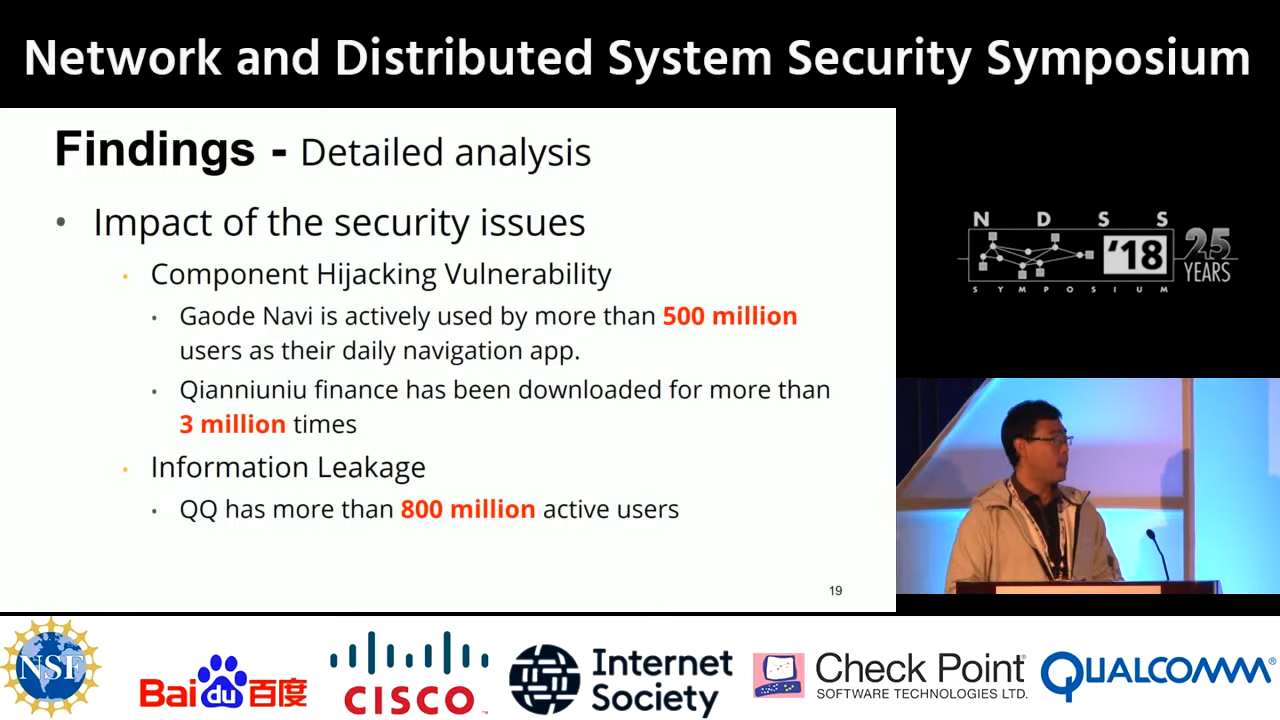 Network and Distributed System Security Symposium
Findings - Detailed analysis
• Impact of the security issues
• Component Hijacking Vulnerability
• Gaode Navi is actively used by more than 500 million
users as their daily navigation app.
• Qianniuniu finance has been downloaded for more than
3 million times
• Information Leakage
• QQ has more than 800 million active users
19
N D S S
'18
25
YEARS
S Y M P O S I U M
NSF
Bai du 百度
CISCO
Internet
Society
Check Point
SOFTWARE TECHNOLOGIES LTD.
QUALCOMM®